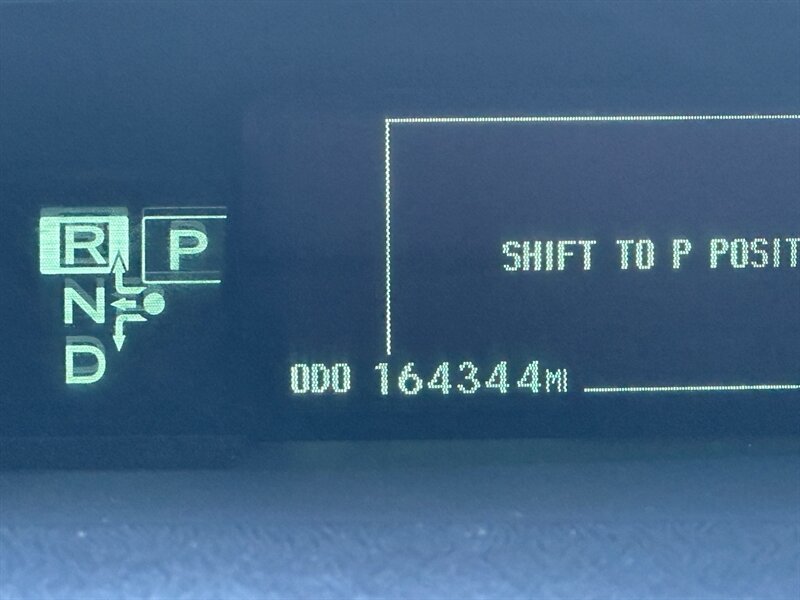 R P
N
D
SHIFT TO P POSIT
ODO 164344MI